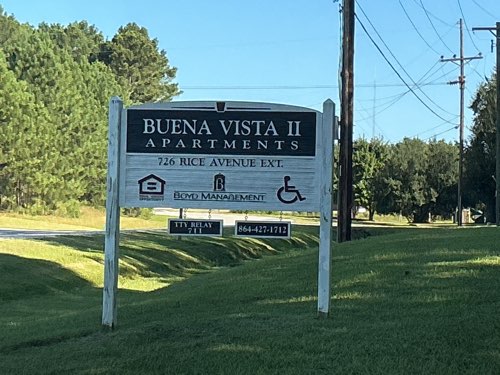 BUENA VISTA II
APARTMENTS
726 RICE AVENUE EXT.
BOYD MANAGEMENT
TTY RELAY
711
864-427-1712